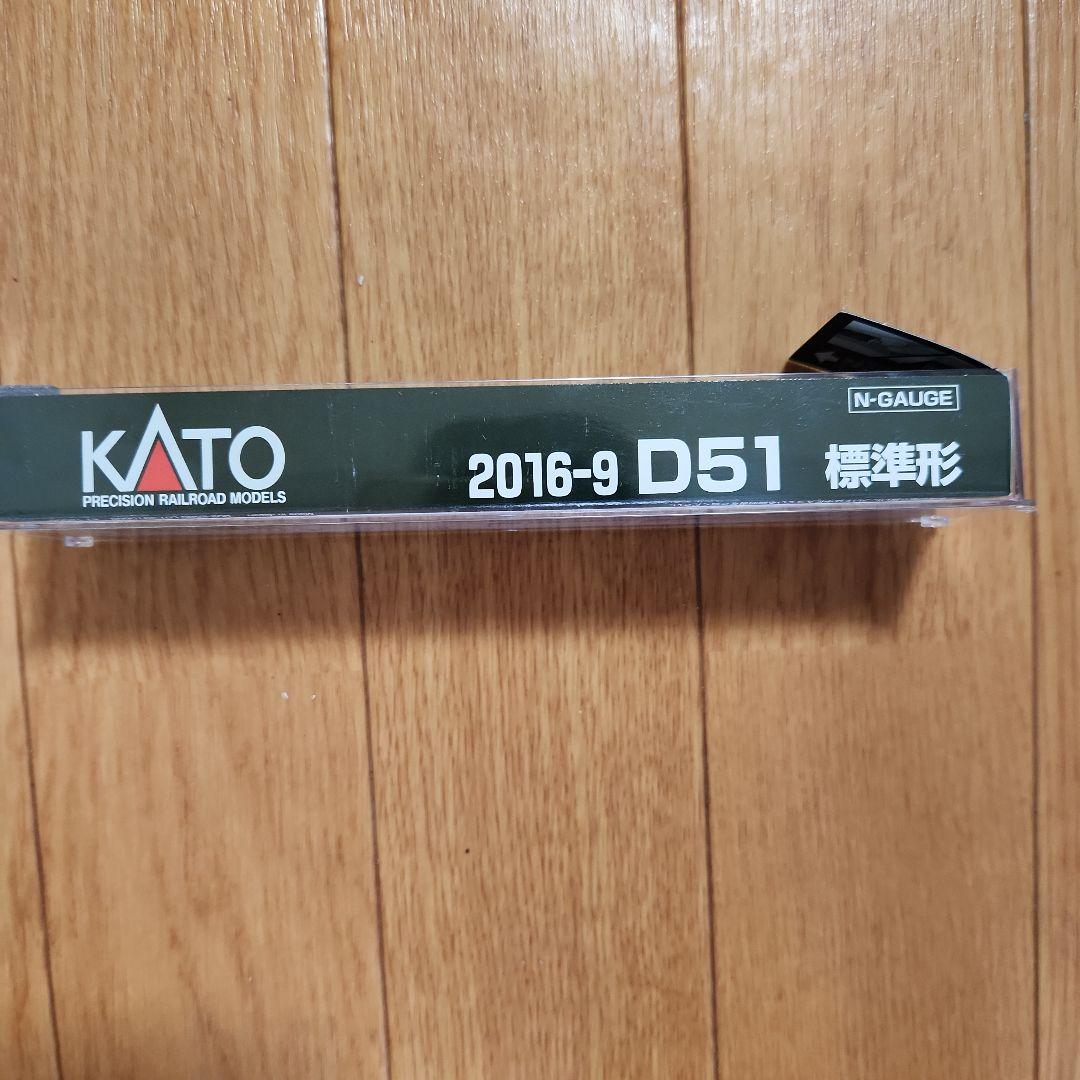 N-GAUGE
KATO
PRECISION RAILROAD MODELS
2016-9 D51 標準形